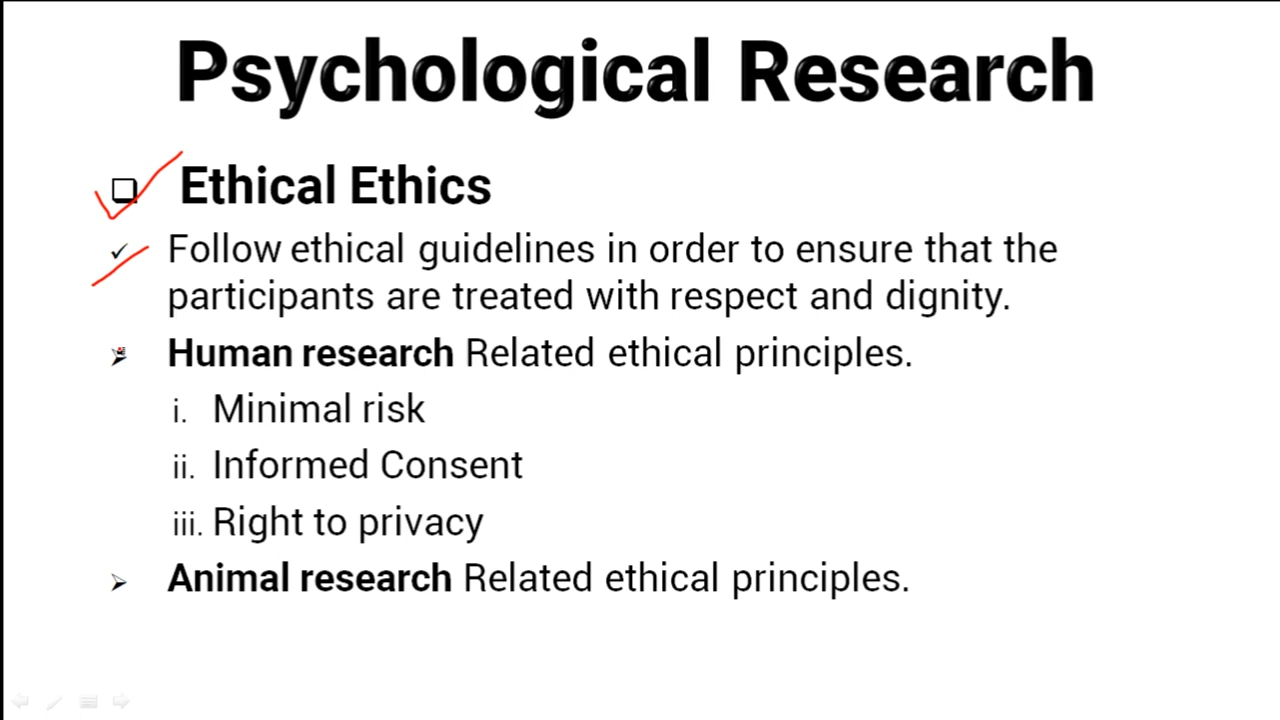 Psychological Research
Ethical Ethics
Follow ethical guidelines in order to ensure that the
participants are treated with respect and dignity.
Human research Related ethical principles.
i. Minimal risk
ii. Informed Consent
iii. Right to privacy
Animal research Related ethical principles.